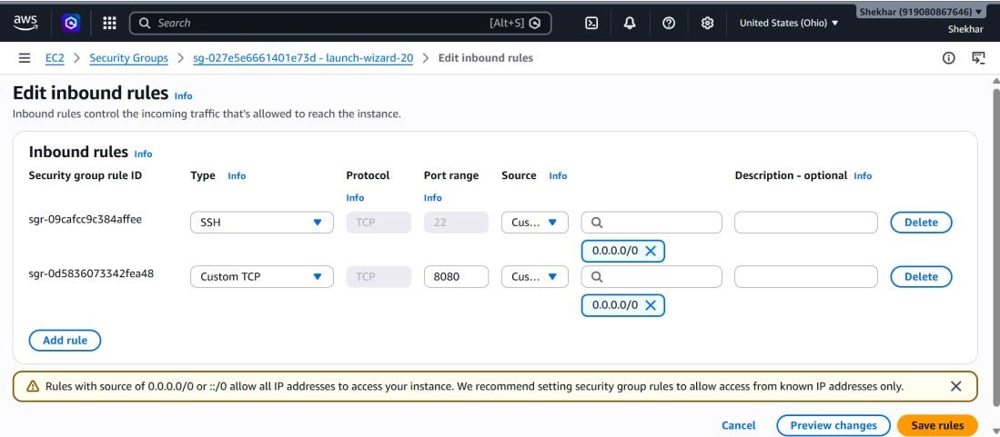 aws
Search [Alt+S]
United States (Ohio)
Shekhar (919080867646)
Shekhar
EC2 > Security Groups > sg-027e5e6661401e73d - launch-wizard-20 > Edit inbound rules
Edit inbound rules Info
Inbound rules control the incoming traffic that's allowed to reach the instance.
Inbound rules Info
Security group rule ID Type Info Protocol Port range Source Info Description - optional Info
Info Info
sgr-09cafcc9c384affee SSH TCP 22 Cus... Delete
0.0.0.0/0
sgr-0d5836073342fea48 Custom TCP TCP 8080 Cus... Delete
0.0.0.0/0
Add rule
Rules with source of 0.0.0.0/0 or ::/0 allow all IP addresses to access your instance. We recommend setting security group rules to allow access from known IP addresses only.
Cancel Preview changes Save rules